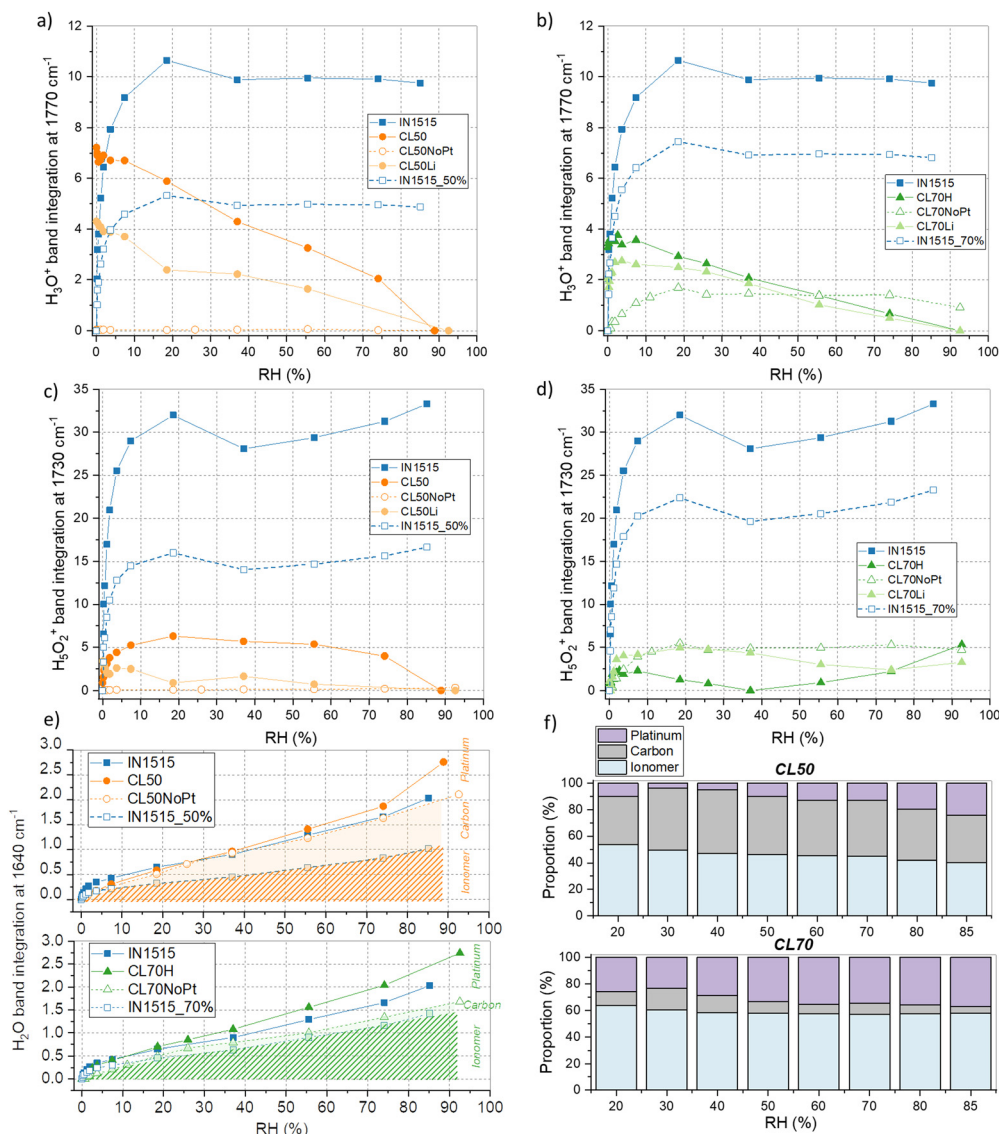 a)
H₃O⁺ band integration at 1770 cm⁻¹
12
10
8
6
4
2
0
IN1515
CL50
CL50NoPt
CL50Li
IN1515_50%
0 10 20 30 40 50 60 70 80 90 100
RH (%)
b)
H₃O⁺ band integration at 1770 cm⁻¹
12
10
8
6
4
2
0
IN1515
CL70H
CL70NoPt
CL70Li
IN1515_70%
0 10 20 30 40 50 60 70 80 90 100
RH (%)
c)
H₅O₂⁺ band integration at 1730 cm⁻¹
35
30
25
20
15
10
5
0
IN1515
CL50
CL50NoPt
CL50Li
IN1515_50%
0 10 20 30 40 50 60 70 80 90 100
RH (%)
d)
H₅O₂⁺ band integration at 1730 cm⁻¹
35
30
25
20
15
10
5
0
IN1515
CL70H
CL70NoPt
CL70Li
IN1515_70%
0 10 20 30 40 50 60 70 80 90 100
RH (%)
e)
H₂O band integration at 1640 cm⁻¹
3.0
2.5
2.0
1.5
1.0
0.5
0.0
IN1515
CL50
CL50NoPt
IN1515_50%
Platinum
Carbon
Ionomer
0 10 20 30 40 50 60 70 80 90 100
3.0
2.5
2.0
1.5
1.0
0.5
0.0
IN1515
CL70H
CL70NoPt
IN1515_70%
Platinum
Carbon
Ionomer
0 10 20 30 40 50 60 70 80 90 100
RH (%)
f)
Platinum
Carbon
Ionomer
CL50
Proportion (%)
100
80
60
40
20
0
20 30 40 50 60 70 80 85
CL70
Proportion (%)
100
80
60
40
20
0
20 30 40 50 60 70 80 85
RH (%)